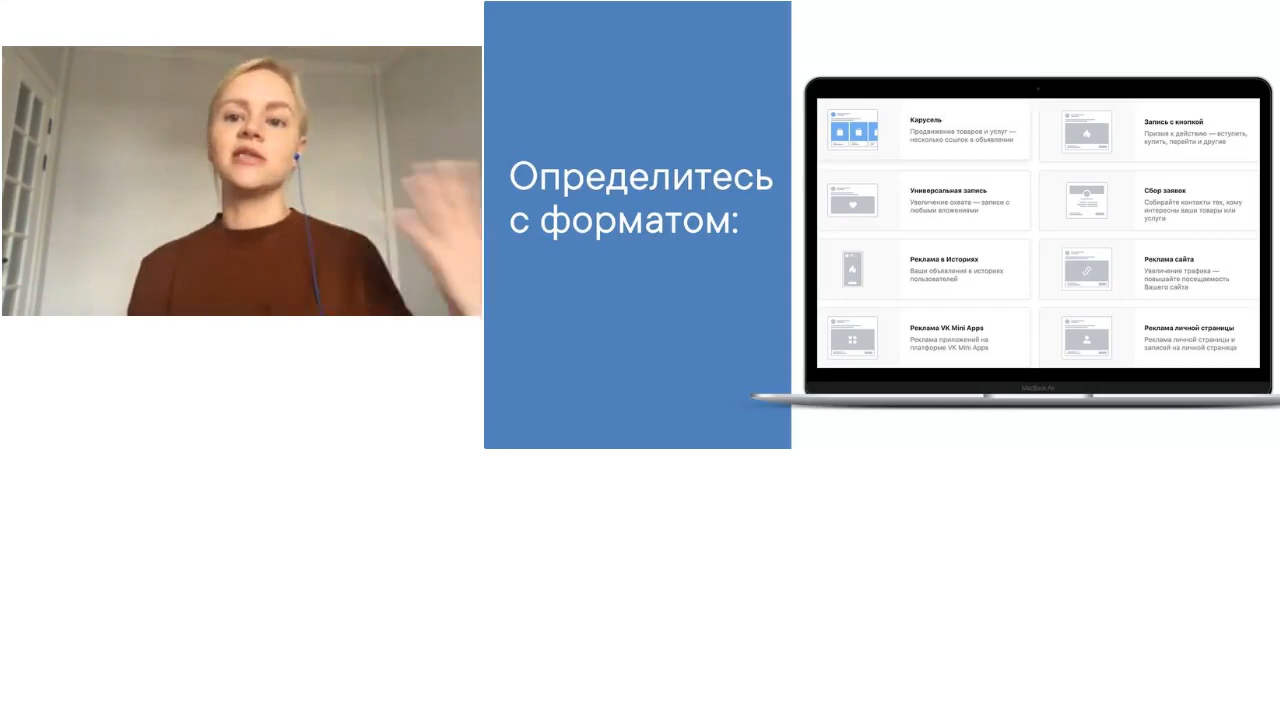 Определитесь
с форматом:
Карусель
Продвижение товаров и услуг —
несколько ссылок в объявлении
Запись с кнопкой
Призыв к действию — вступить,
купить, перейти и другие
Универсальная запись
Увеличение охвата — записи с
любыми вложениями
Сбор заявок
Собирайте контакты тех, кому
интересны ваши товары или
услуги
Реклама в Историях
Ваши объявления в историях
пользователей
Реклама сайта
Увеличение трафика —
повышайте посещаемость
Вашего сайта
Реклама VK Mini Apps
Реклама приложений на
платформе VK Mini Apps
Реклама личной страницы
Реклама личной страницы и
записей на личной странице
MacBook Air